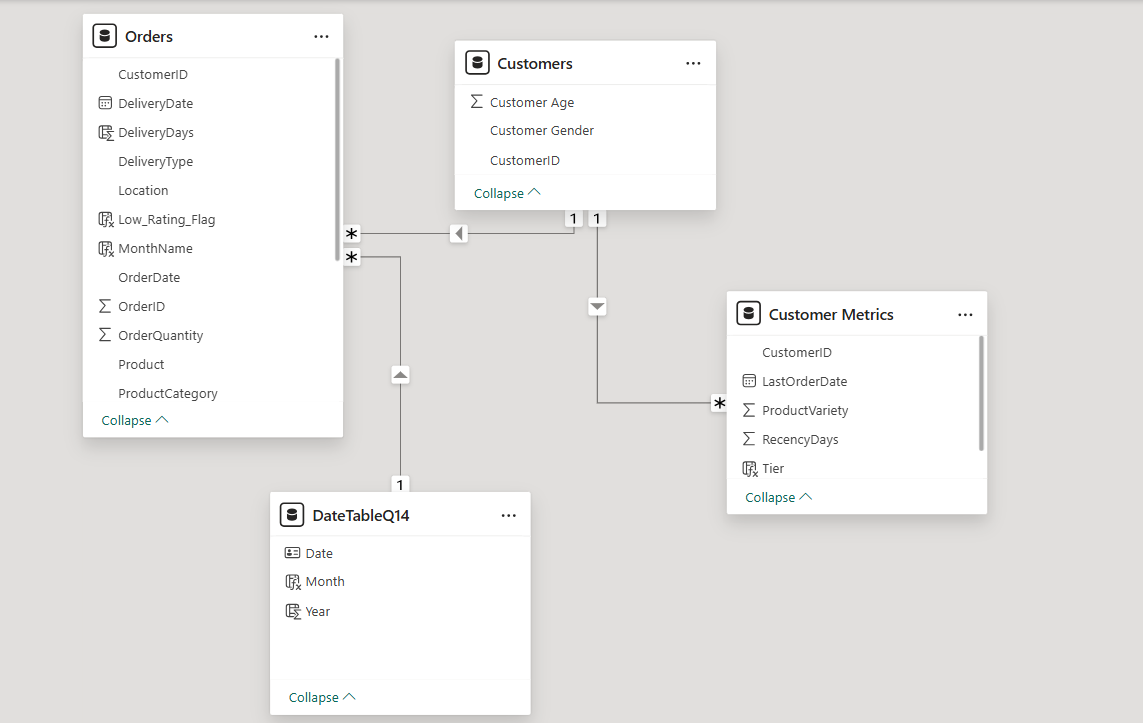 Orders
CustomerID
DeliveryDate
DeliveryDays
DeliveryType
Location
Low_Rating_Flag
MonthName
OrderDate
OrderID
OrderQuantity
Product
ProductCategory
Collapse
Customers
Customer Age
Customer Gender
CustomerID
Collapse
1 1
*
*
*
1
Customer Metrics
CustomerID
LastOrderDate
ProductVariety
RecencyDays
Tier
Collapse
DateTableQ14
Date
Month
Year
Collapse